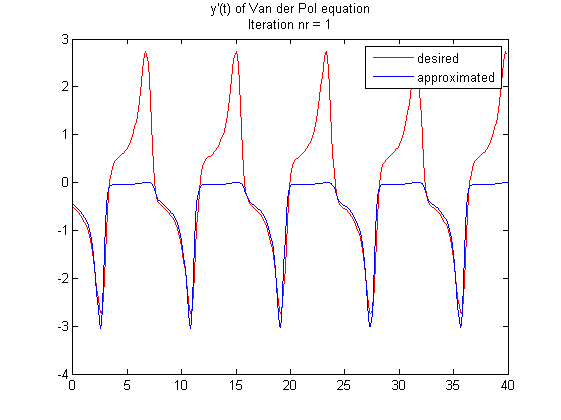 y'(t) of Van der Pol equation
Iteration nr = 1
3
desired
approximated
2
1
0
-1
-2
-3
-4
0 5 10 15 20 25 30 35 40